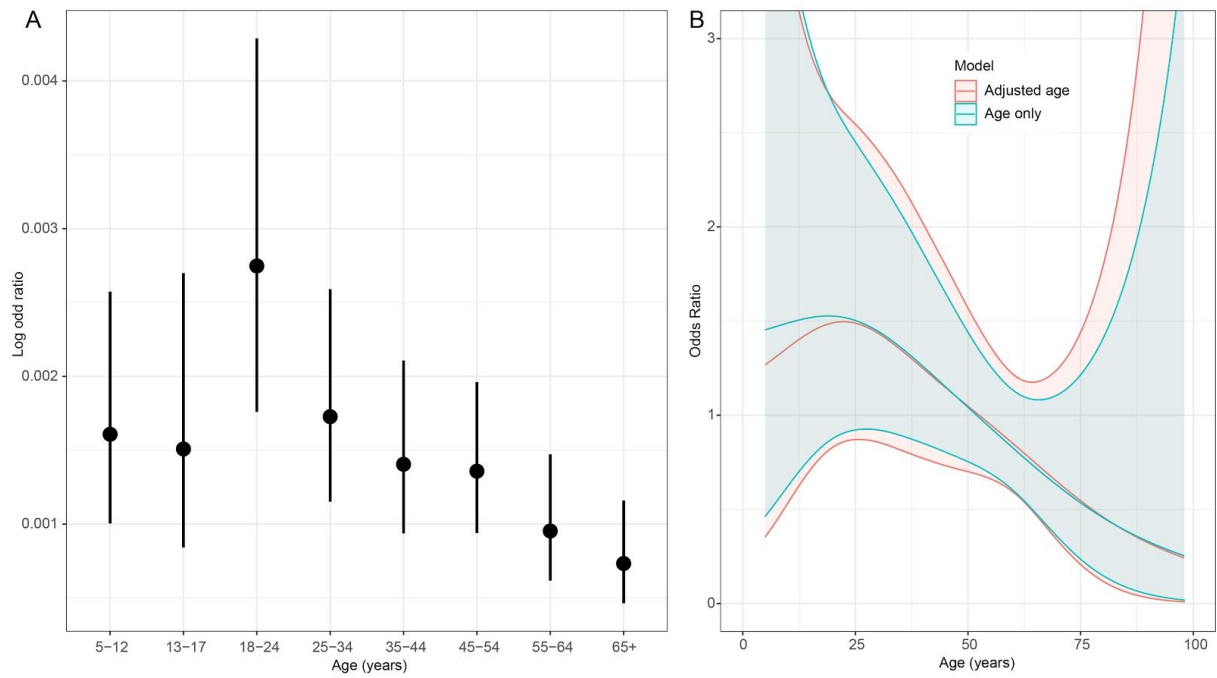 A
Log odd ratio
0.004
0.003
0.002
0.001
5–12 13–17 18–24 25–34 35–44 45–54 55–64 65+
Age (years)
B
Odds Ratio
3
2
1
0
Model
Adjusted age
Age only
0 25 50 75 100
Age (years)